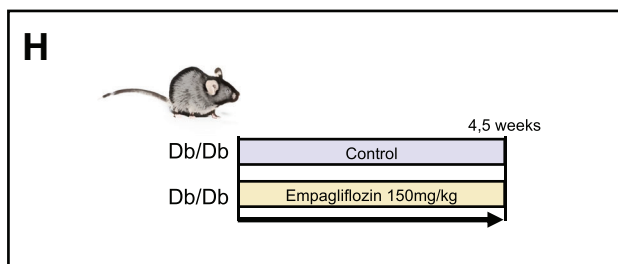 H
4,5 weeks
Db/Db Control
Db/Db Empagliflozin 150mg/kg